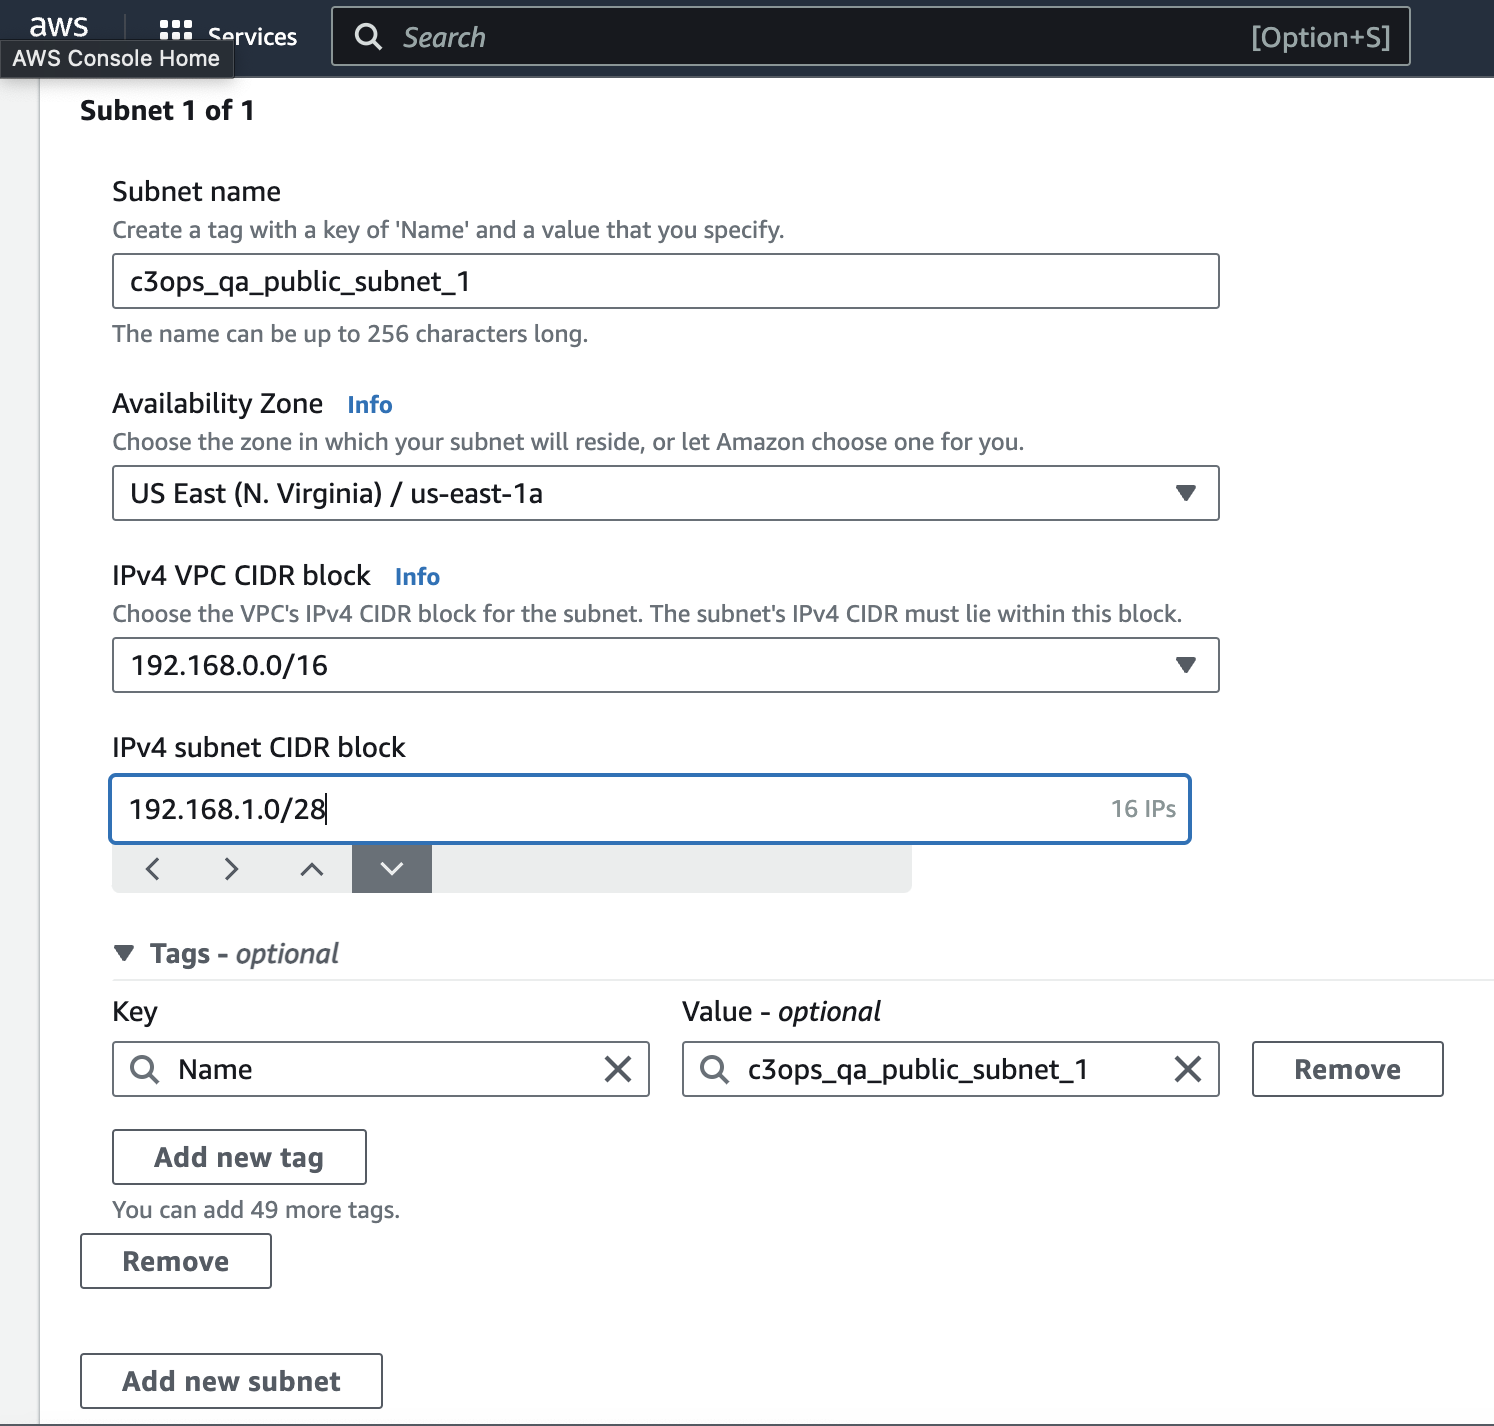 aws
Services
Search
[Option+S]
AWS Console Home
Subnet 1 of 1
Subnet name
Create a tag with a key of 'Name' and a value that you specify.
c3ops_qa_public_subnet_1
The name can be up to 256 characters long.
Availability Zone Info
Choose the zone in which your subnet will reside, or let Amazon choose one for you.
US East (N. Virginia) / us-east-1a
IPv4 VPC CIDR block Info
Choose the VPC's IPv4 CIDR block for the subnet. The subnet's IPv4 CIDR must lie within this block.
192.168.0.0/16
IPv4 subnet CIDR block
192.168.1.0/28 16 IPs
Tags - optional
Key Value - optional
Name c3ops_qa_public_subnet_1 Remove
Add new tag
You can add 49 more tags.
Remove
Add new subnet